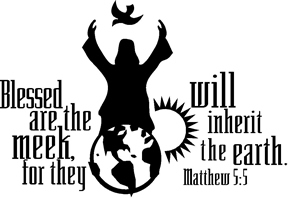 Blessed
are the
meek,
for they
will
inherit
the earth.
Matthew 5:5